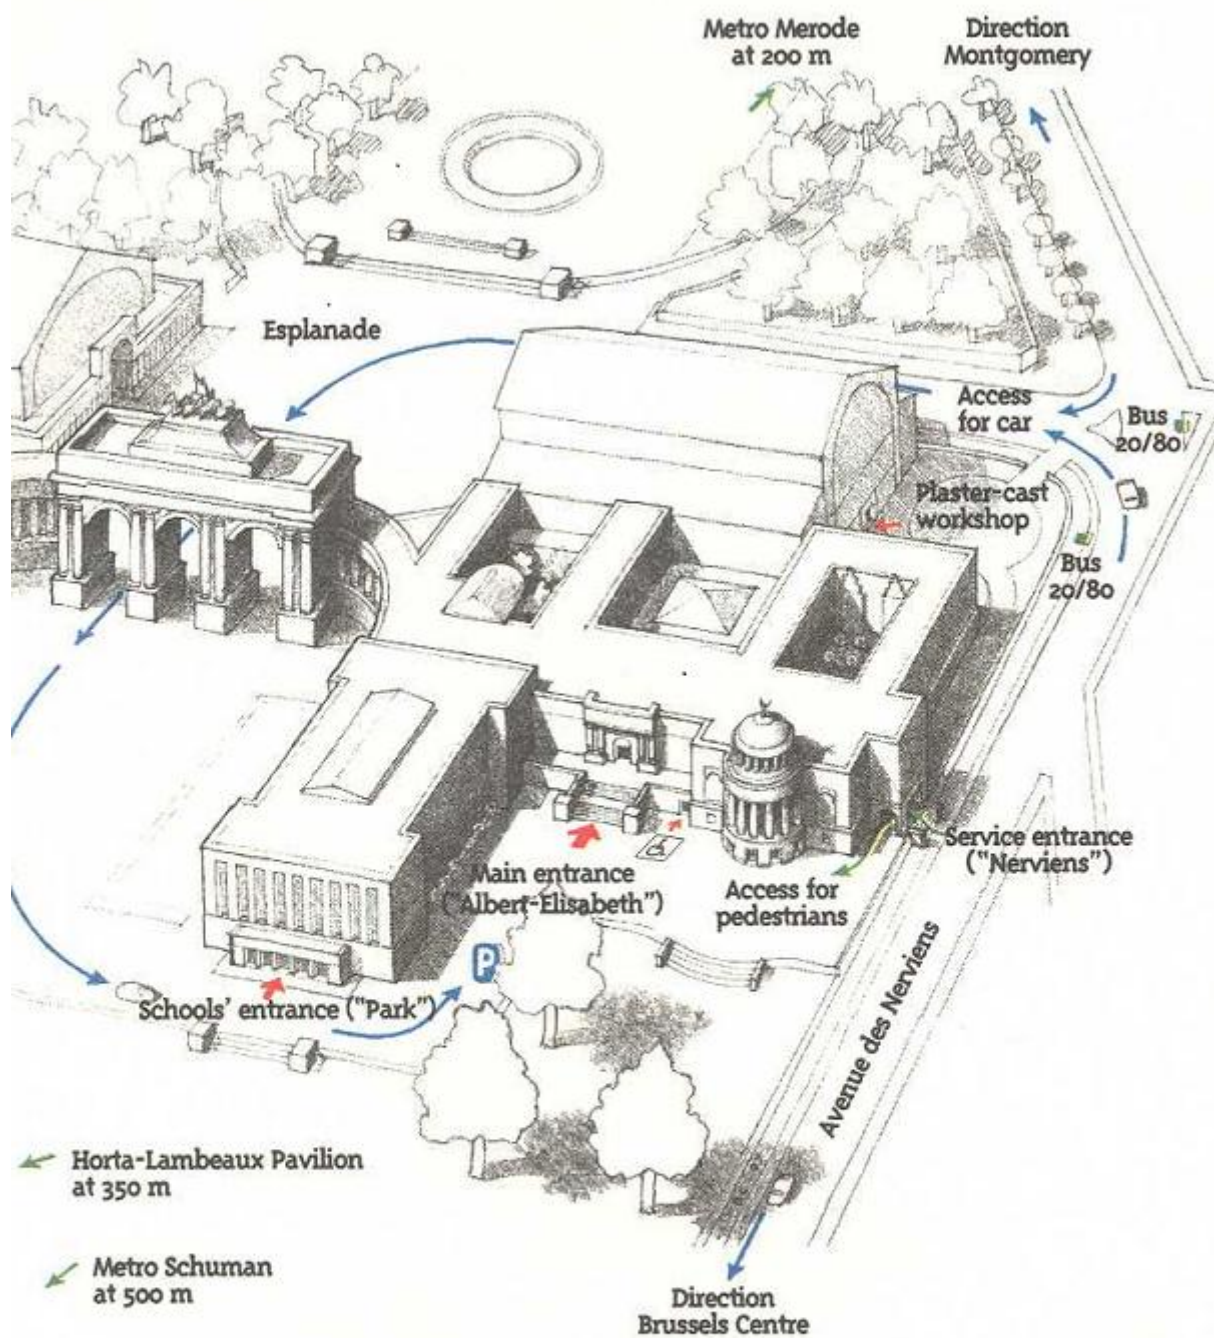 Metro Merode
at 200 m
Direction
Montgomery
Esplanade
Access
for car
Bus
20/80
Plaster-cast
workshop
Bus
20/80
Service entrance
("Nerviens")
Main entrance
("Albert-Elisabeth")
Access for
pedestrians
P
Schools' entrance ("Park")
Avenue des Nerviens
Horta-Lambeaux Pavilion
at 350 m
Metro Schuman
at 500 m
Direction
Brussels Centre